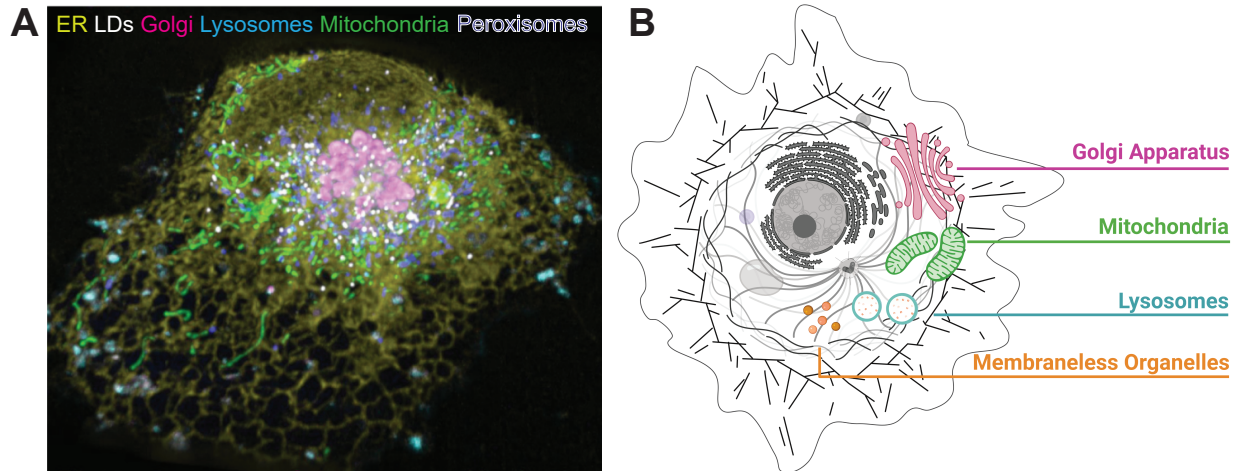 A
ER LDs Golgi Lysosomes Mitochondria Peroxisomes
B
Golgi Apparatus
Mitochondria
Lysosomes
Membraneless Organelles